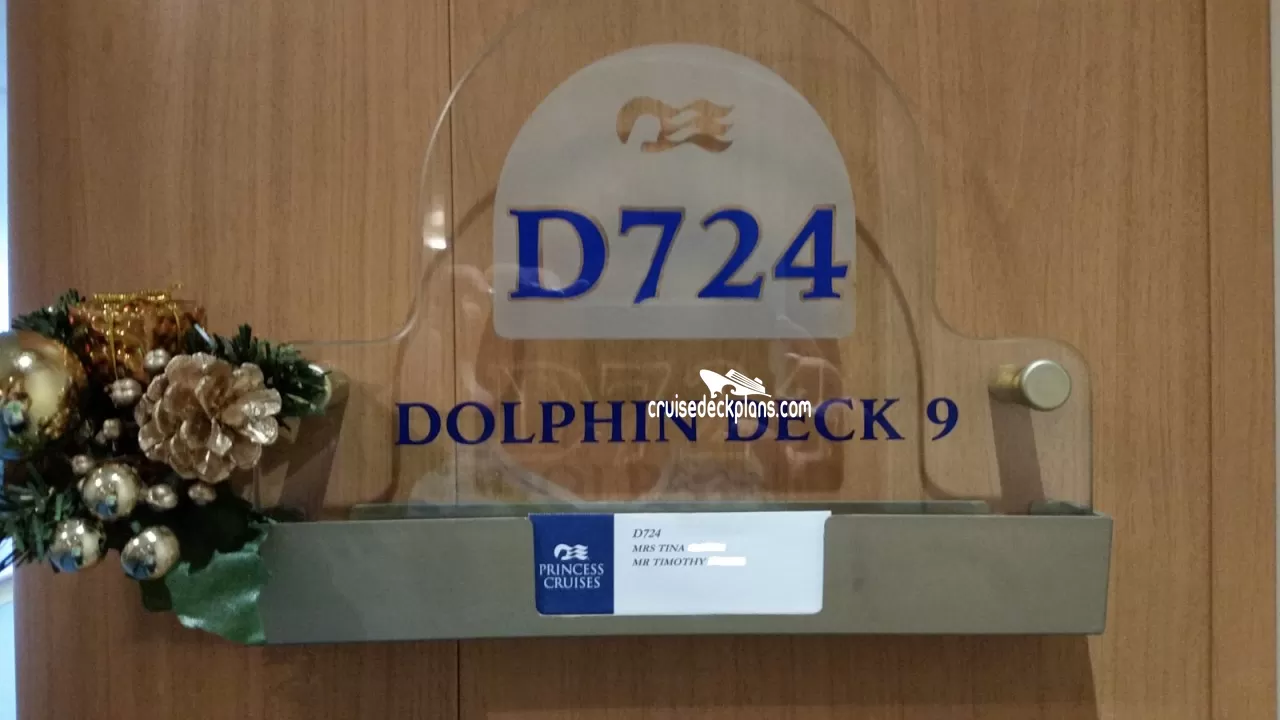 D724
cruisedeckplans.com
DOLPHIN DECK 9
D724
MRS TINA
MR TIMOTHY
PRINCESS
CRUISES